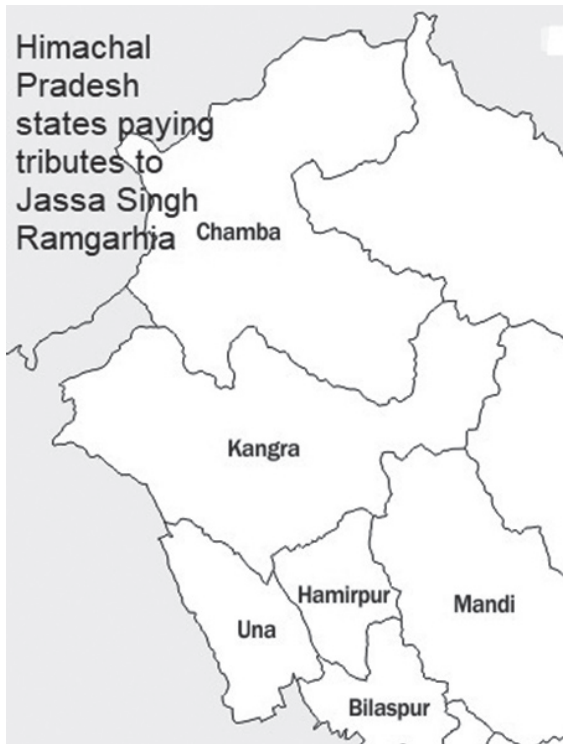 Himachal
Pradesh
states paying
tributes to
Jassa Singh
Ramgarhia
Chamba
Kangra
Hamirpur
Mandi
Una
Bilaspur